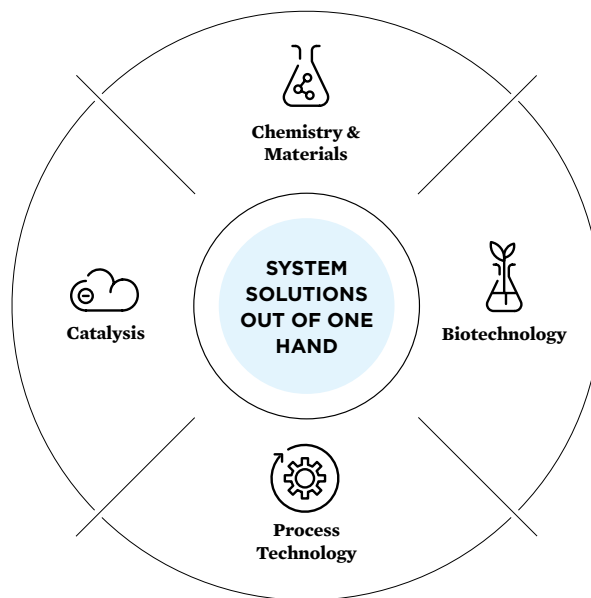 Chemistry &
Materials
SYSTEM
SOLUTIONS
OUT OF ONE
HAND
Catalysis
Biotechnology
Process
Technology